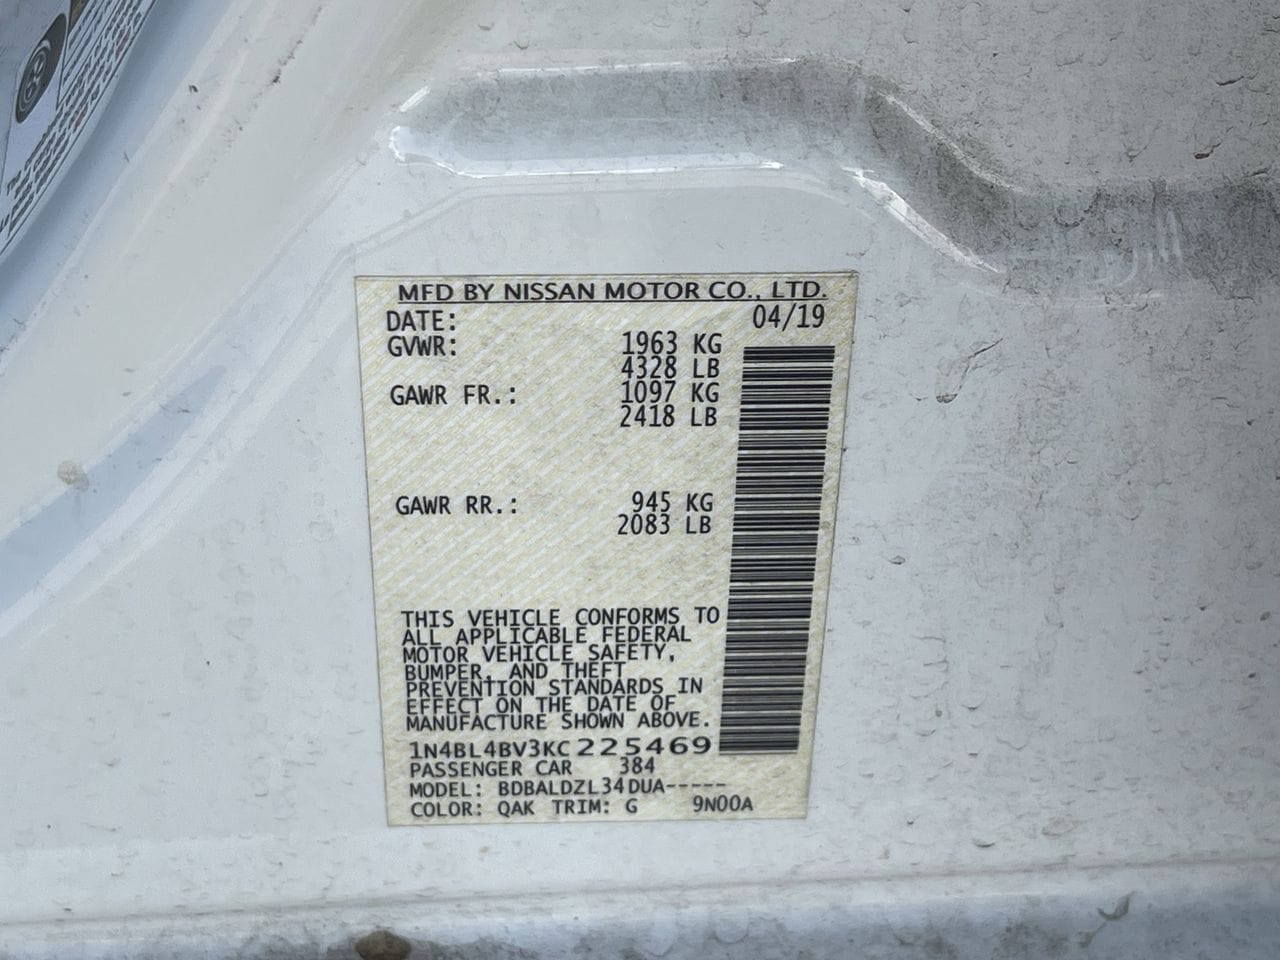 MFD BY NISSAN MOTOR CO., LTD.
DATE: 04/19
GVWR: 1963 KG
4328 LB
GAWR FR.: 1097 KG
2418 LB
GAWR RR.: 945 KG
2083 LB
THIS VEHICLE CONFORMS TO
ALL APPLICABLE FEDERAL
MOTOR VEHICLE SAFETY,
BUMPER, AND THEFT
PREVENTION STANDARDS IN
EFFECT ON THE DATE OF
MANUFACTURE SHOWN ABOVE.
1N4BL4BV3KC225469
PASSENGER CAR 384
MODEL: BDBALDZL34DUA-----
COLOR: QAK TRIM: G 9N00A